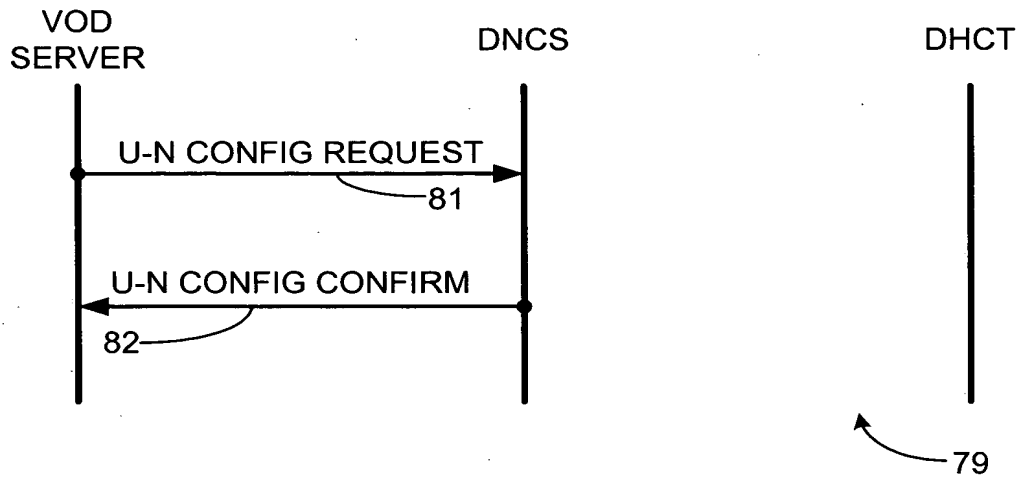 VOD
SERVER
DNCS
DHCT
U-N CONFIG REQUEST
81
U-N CONFIG CONFIRM
82
79